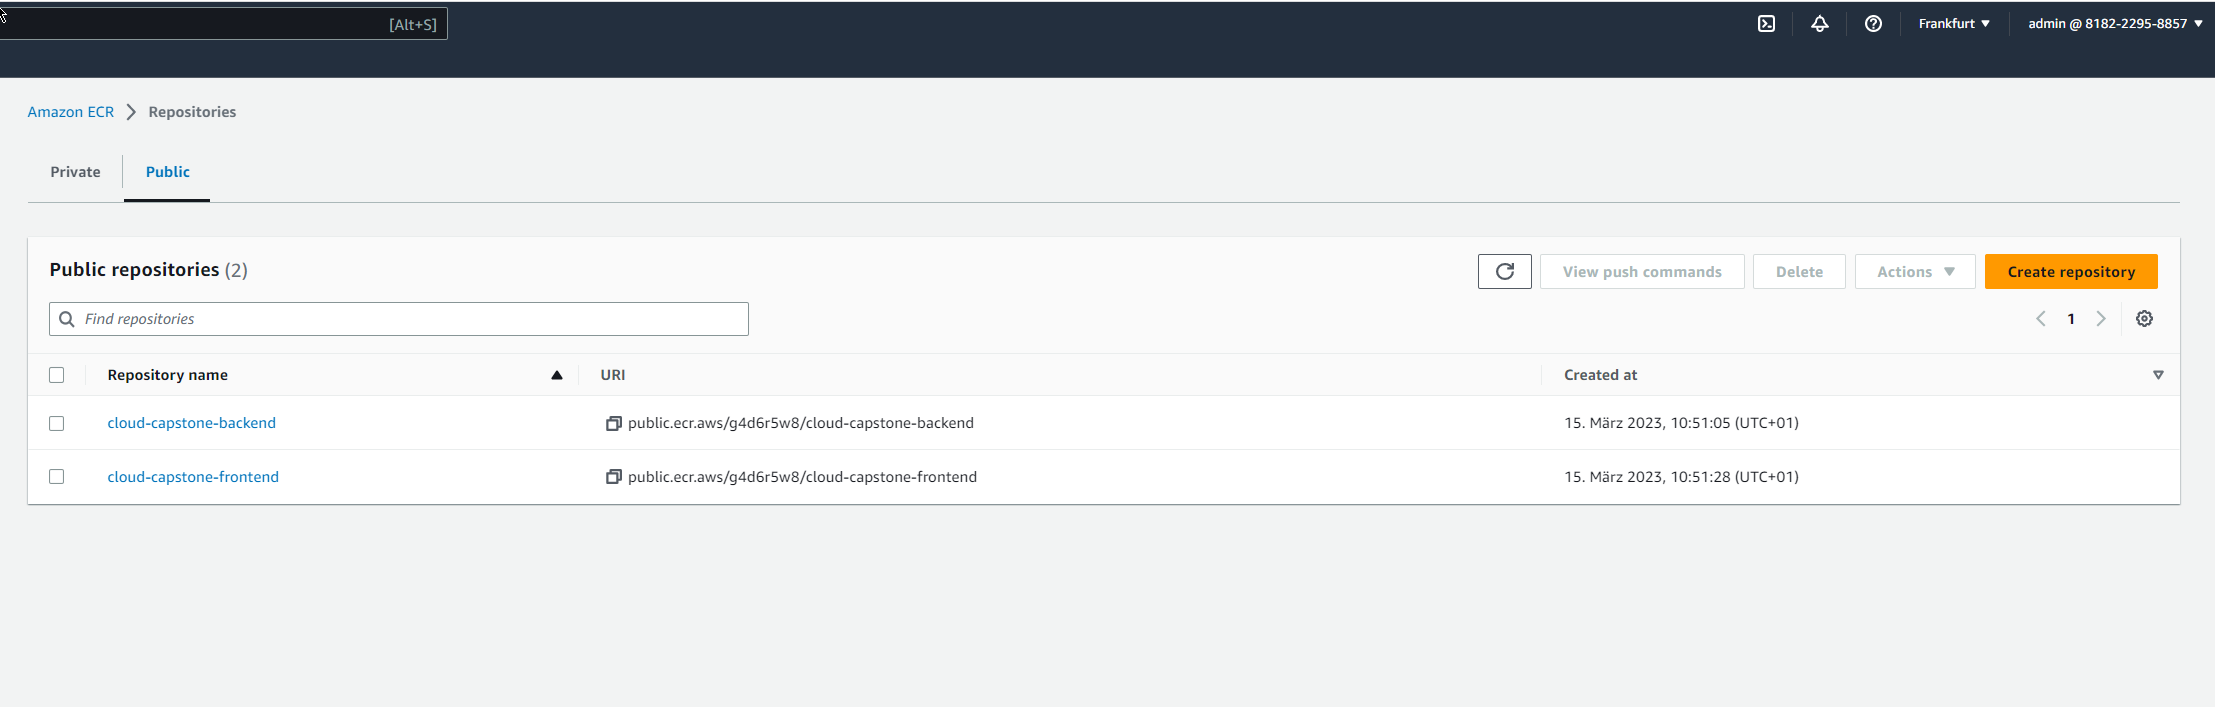 [Alt+S]
Frankfurt
admin @ 8182-2295-8857
Amazon ECR
Repositories
Private
Public
Public repositories (2)
View push commands
Delete
Actions
Create repository
Find repositories
1
Repository name
URI
Created at
cloud-capstone-backend
public.ecr.aws/g4d6r5w8/cloud-capstone-backend
15. März 2023, 10:51:05 (UTC+01)
cloud-capstone-frontend
public.ecr.aws/g4d6r5w8/cloud-capstone-frontend
15. März 2023, 10:51:28 (UTC+01)